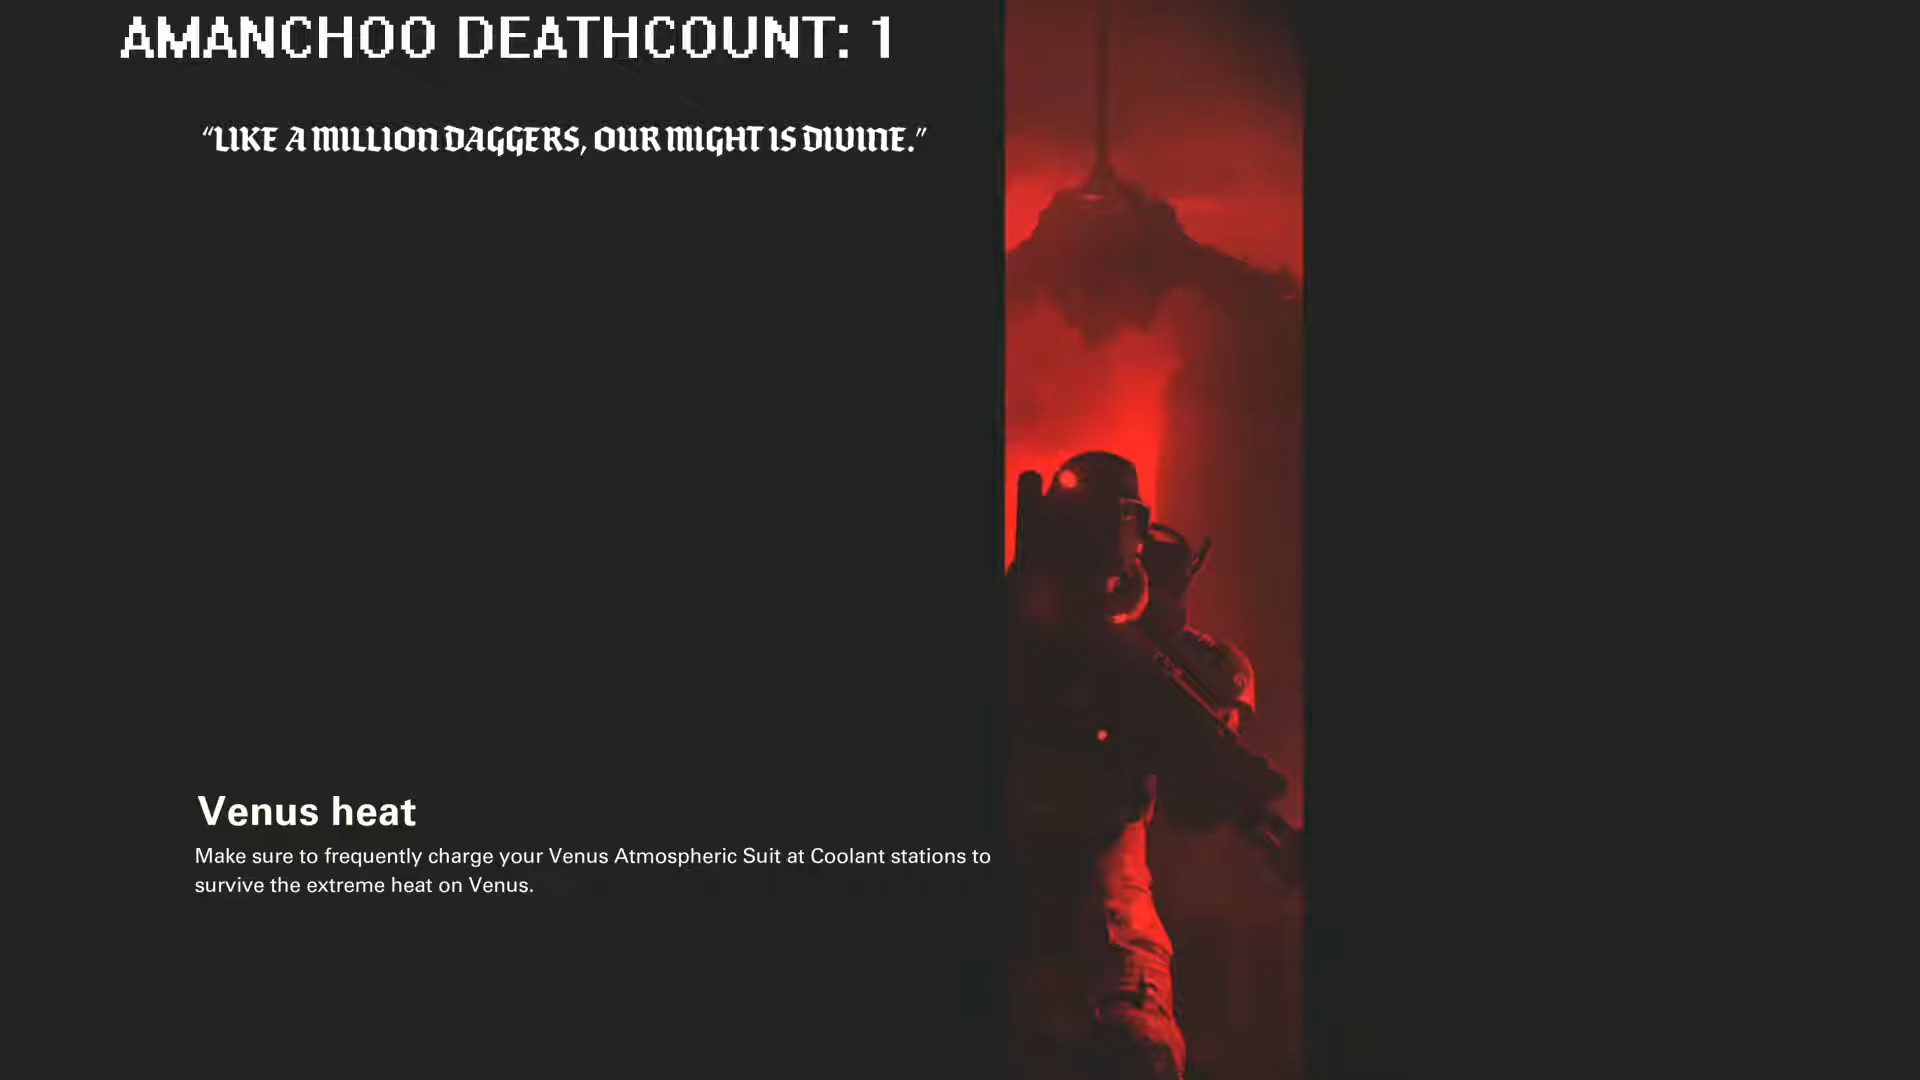 AMANCHOO DEATHCOUNT: 1
“LIKE A MILLION DAGGERS, OUR MIGHT IS DIVINE.”
Venus heat
Make sure to frequently charge your Venus Atmospheric Suit at Coolant stations to
survive the extreme heat on Venus.